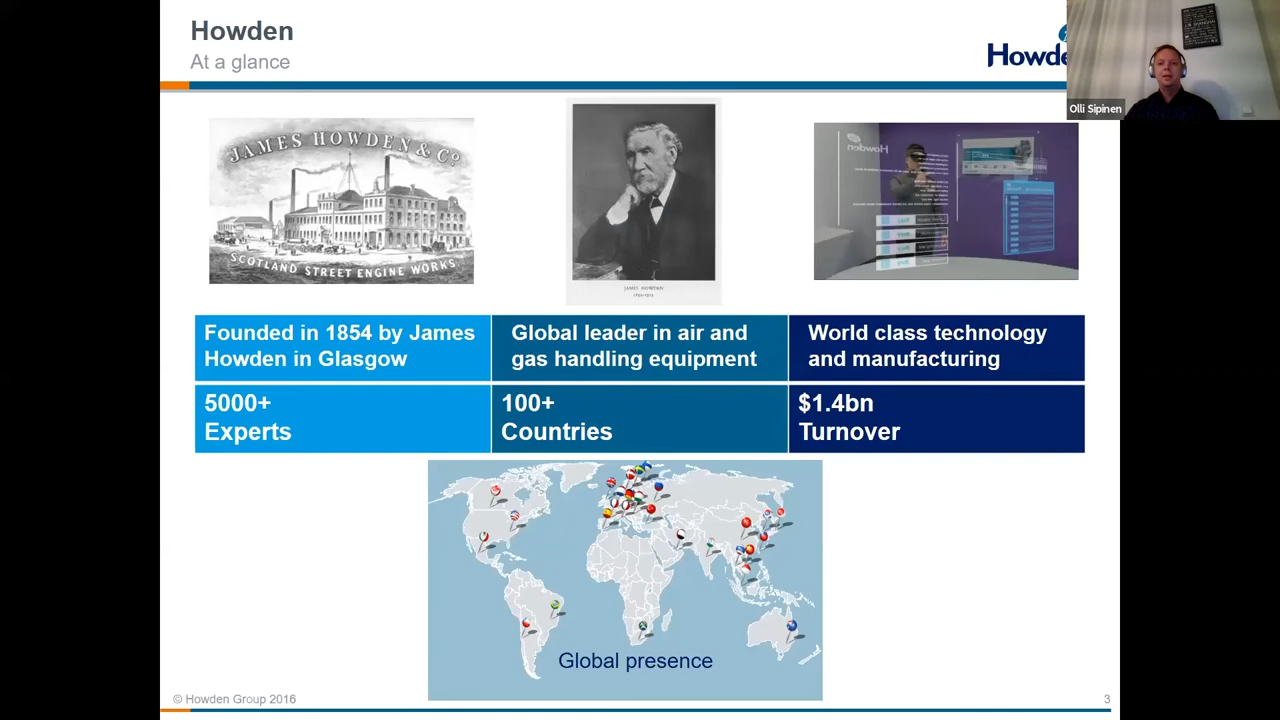 Howden
At a glance
Howde
Olli Sipinen
JAMES HOWDEN & Co
SCOTLAND STREET ENGINE WORKS.
JAMES HOWDEN
Howden
Founded in 1854 by James
Howden in Glasgow
Global leader in air and
gas handling equipment
World class technology
and manufacturing
5000+
Experts
100+
Countries
$1.4bn
Turnover
Global presence
© Howden Group 2016
3